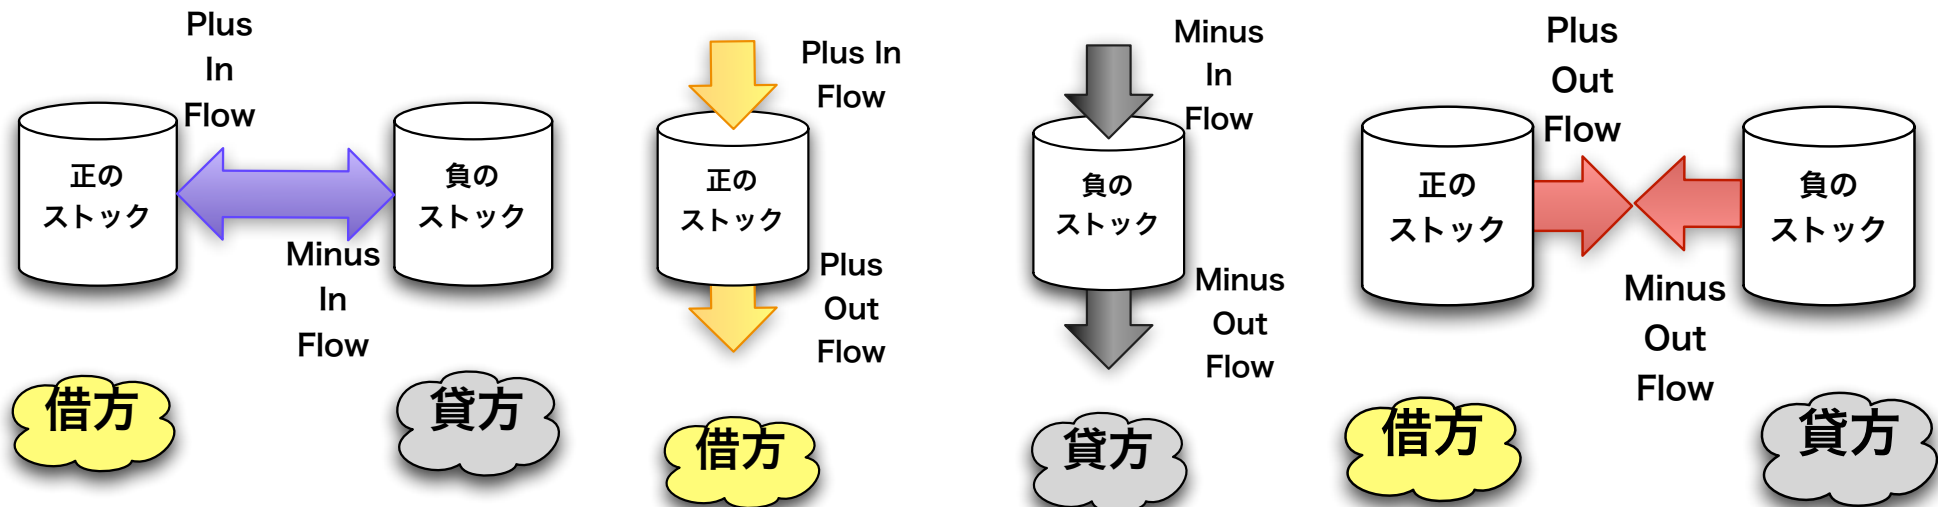 Plus
In
Flow
正の
ストック
負の
ストック
Minus
In
Flow
借方
貸方
Plus In
Flow
正の
ストック
Plus
Out
Flow
借方
Minus
In
Flow
負の
ストック
Minus
Out
Flow
貸方
Plus
Out
Flow
正の
ストック
負の
ストック
Minus
Out
Flow
借方
貸方